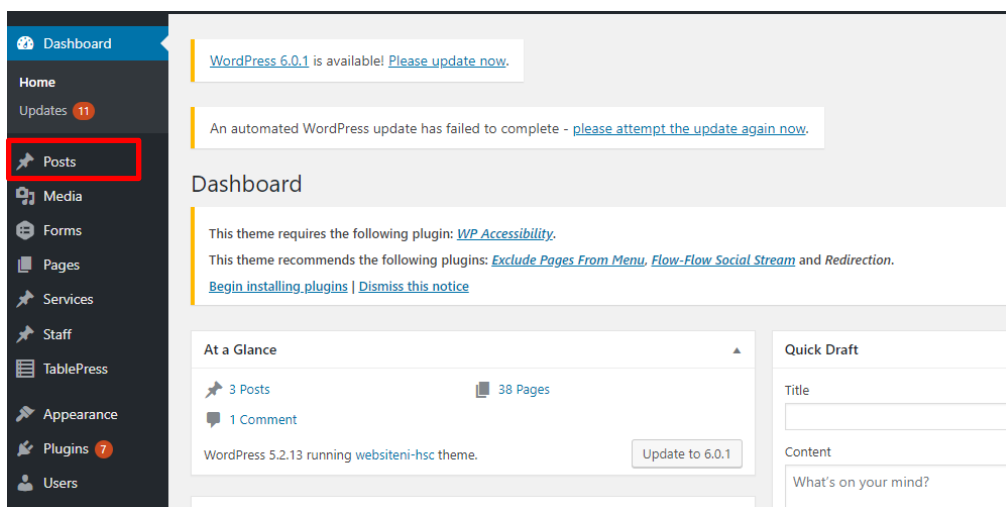 Dashboard
Home
Updates 11
Posts
Media
Forms
Pages
Services
Staff
TablePress
Appearance
Plugins 7
Users
WordPress 6.0.1 is available! Please update now.
An automated WordPress update has failed to complete - please attempt the update again now.
Dashboard
This theme requires the following plugin: WP Accessibility.
This theme recommends the following plugins: Exclude Pages From Menu, Flow-Flow Social Stream and Redirection.
Begin installing plugins | Dismiss this notice
At a Glance
3 Posts
38 Pages
1 Comment
WordPress 5.2.13 running websiteni-hsc theme.
Update to 6.0.1
Quick Draft
Title
Content
What's on your mind?